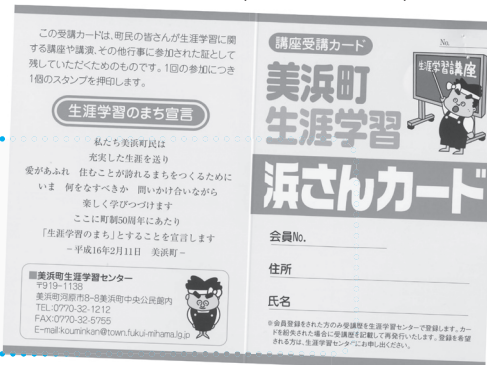 この受講カードは、町民の皆さんが生涯学習に関
する講座や講演、その他行事に参加された証として
残していただくためのものです。1回の参加につき
1個のスタンプを押印します。
生涯学習のまち宣言
私たち美浜町民は
充実した生涯を送り
愛があふれ　住むことが誇れるまちをつくるために
いま　何をなすべきか　問いかけ合いながら
楽しく学びつづけます
ここに町制50周年にあたり
「生涯学習のまち」とすることを宣言します
－平成16年2月11日　美浜町－
■美浜町生涯学習センター
〒919-1138
美浜町河原市8-8美浜町中央公民館内
TEL:0770-32-1212
FAX:0770-32-5755
E-mail:kouminkan@town.fukui-mihama.lg.jp
講座受講カード
No.
生涯学習講座
美浜町
生涯学習
浜さんカード
会員No.
住所
氏名
※会員登録をされた方のみ受講歴を生涯学習センターで登録します。カー
ドを紛失された場合に受講歴を記載して再発行いたします。登録を希望
される方は、生涯学習センターにお申し出ください。